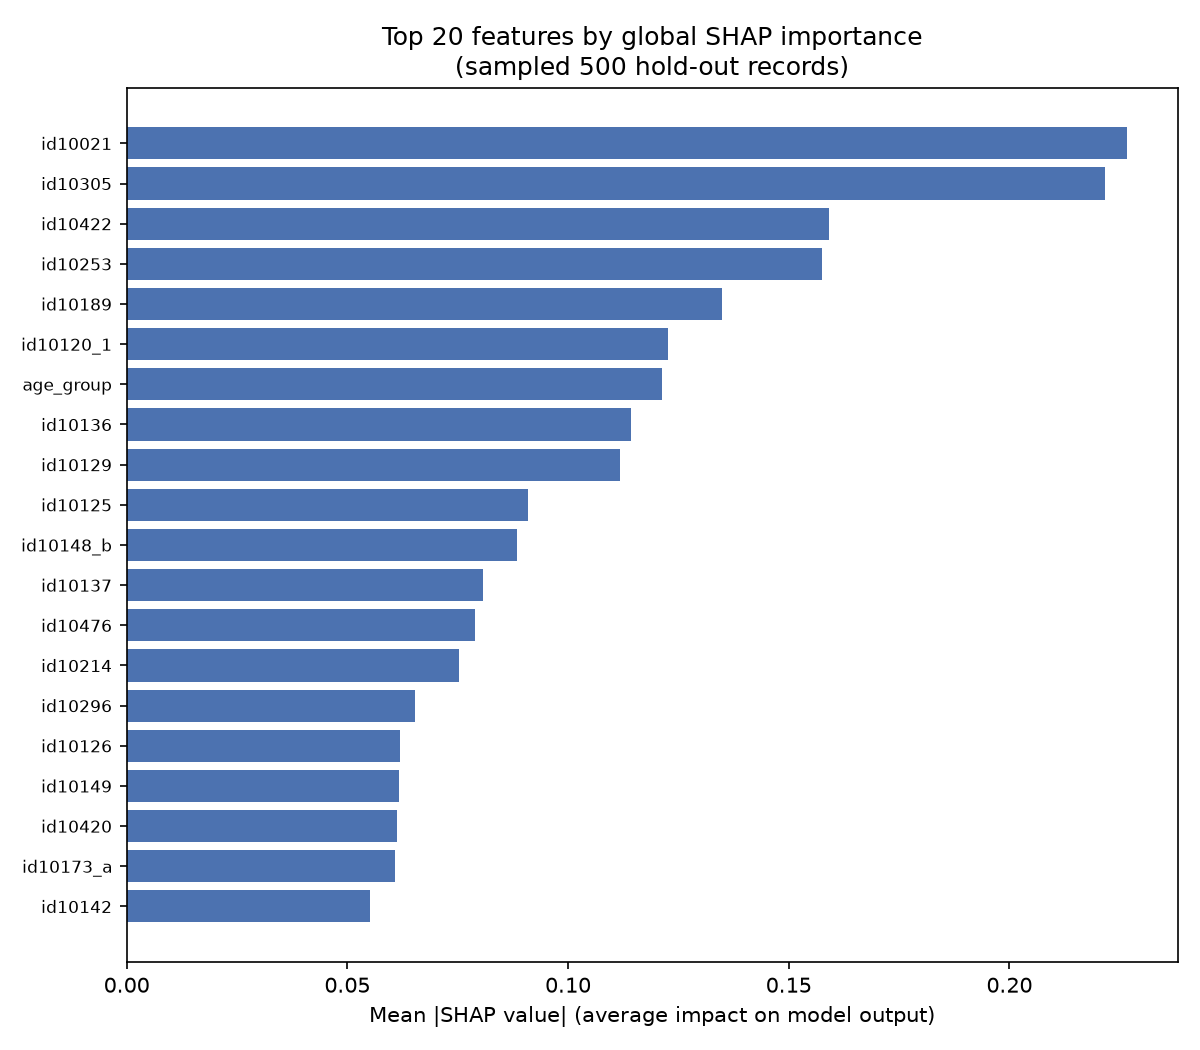 Top 20 features by global SHAP importance
(sampled 500 hold-out records)
id10021
id10305
id10422
id10253
id10189
id10120_1
age_group
id10136
id10129
id10125
id10148_b
id10137
id10476
id10214
id10296
id10126
id10149
id10420
id10173_a
id10142
0.00 0.05 0.10 0.15 0.20
Mean |SHAP value| (average impact on model output)